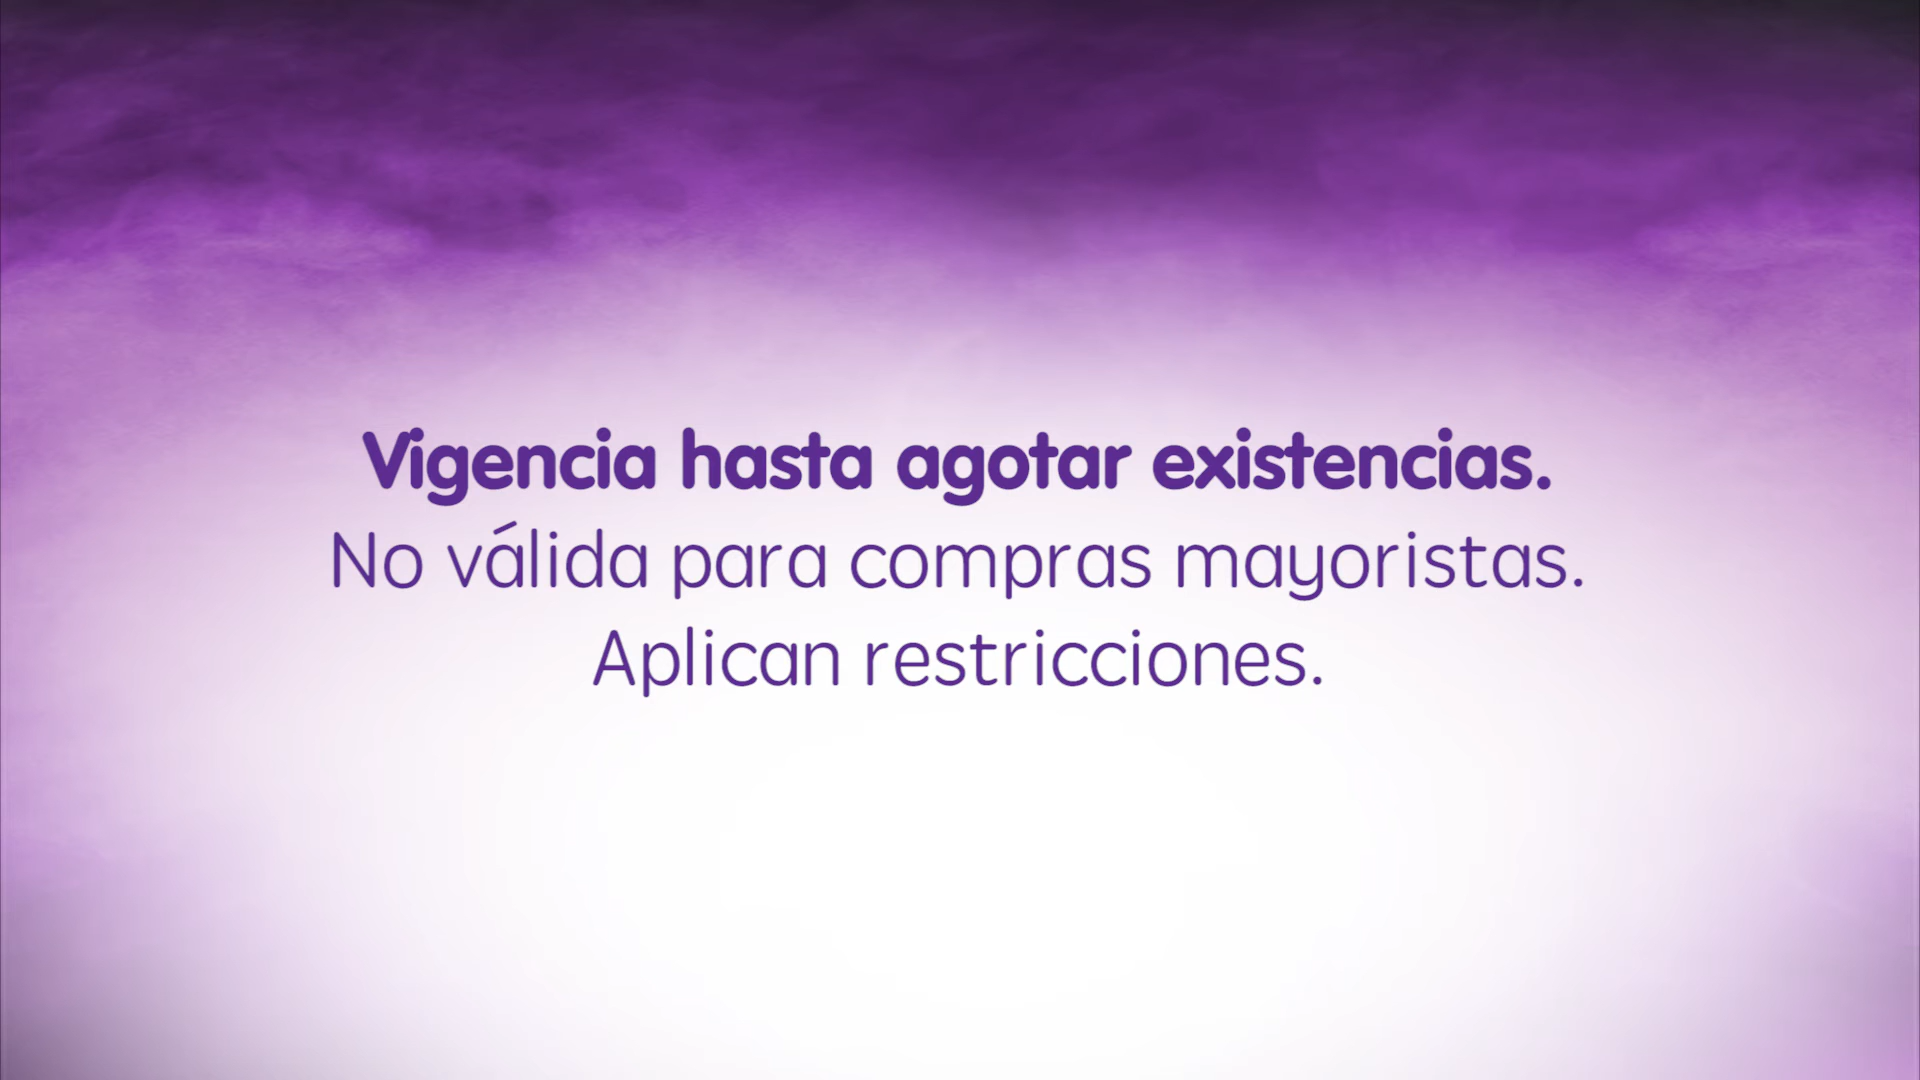 Vigencia hasta agotar existencias.
No válida para compras mayoristas.
Aplican restricciones.